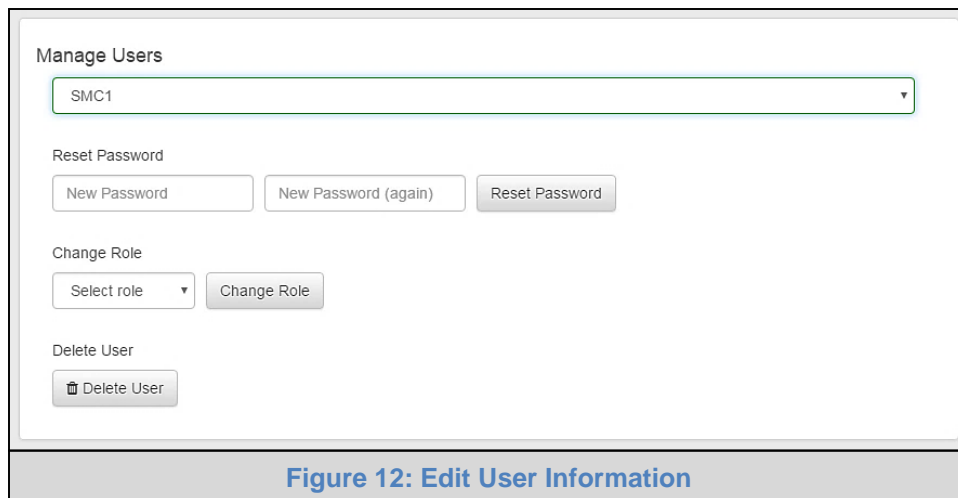 Manage Users
SMC1
Reset Password
New Password New Password (again) Reset Password
Change Role
Select role Change Role
Delete User
Delete User
Figure 12: Edit User Information